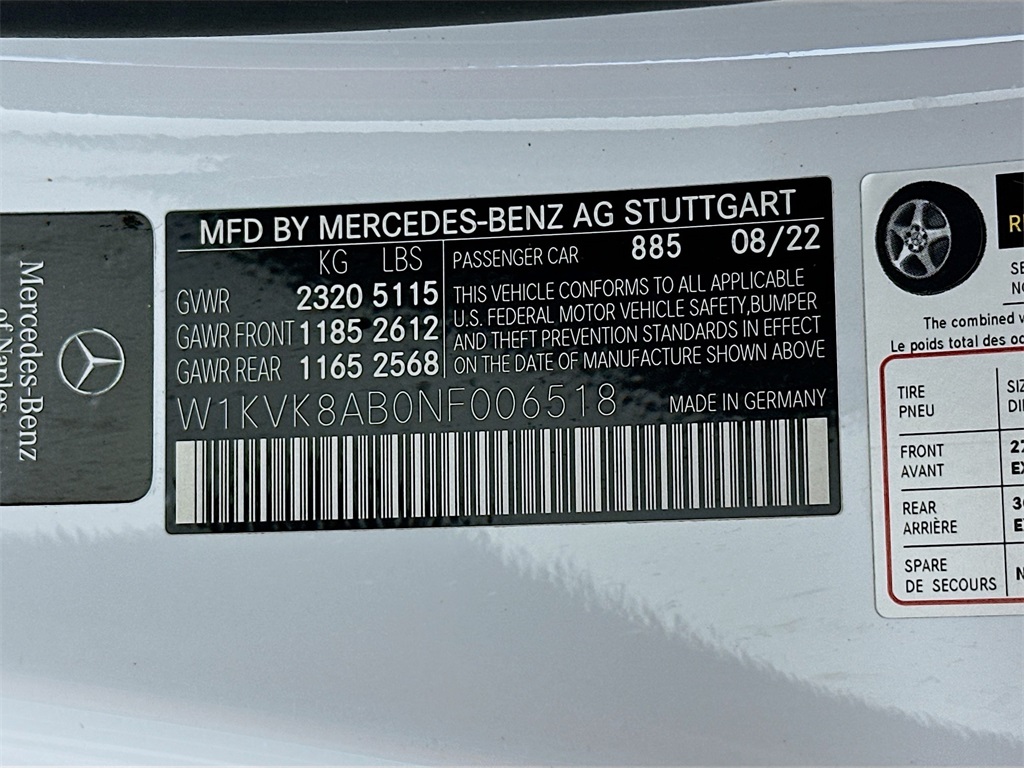 Mercedes-Benz
of Naples
MFD BY MERCEDES-BENZ AG STUTTGART
KG LBS
GVWR 2320 5115
GAWR FRONT 1185 2612
GAWR REAR 1165 2568
PASSENGER CAR 885 08/22
THIS VEHICLE CONFORMS TO ALL APPLICABLE
U.S. FEDERAL MOTOR VEHICLE SAFETY,BUMPER
AND THEFT PREVENTION STANDARDS IN EFFECT
ON THE DATE OF MANUFACTURE SHOWN ABOVE
W1KVK8AB0NF006518 MADE IN GERMANY
The combined
Le poids total des
TIRE
PNEU
FRONT
AVANT
REAR
ARRIÈRE
SPARE
DE SECOURS